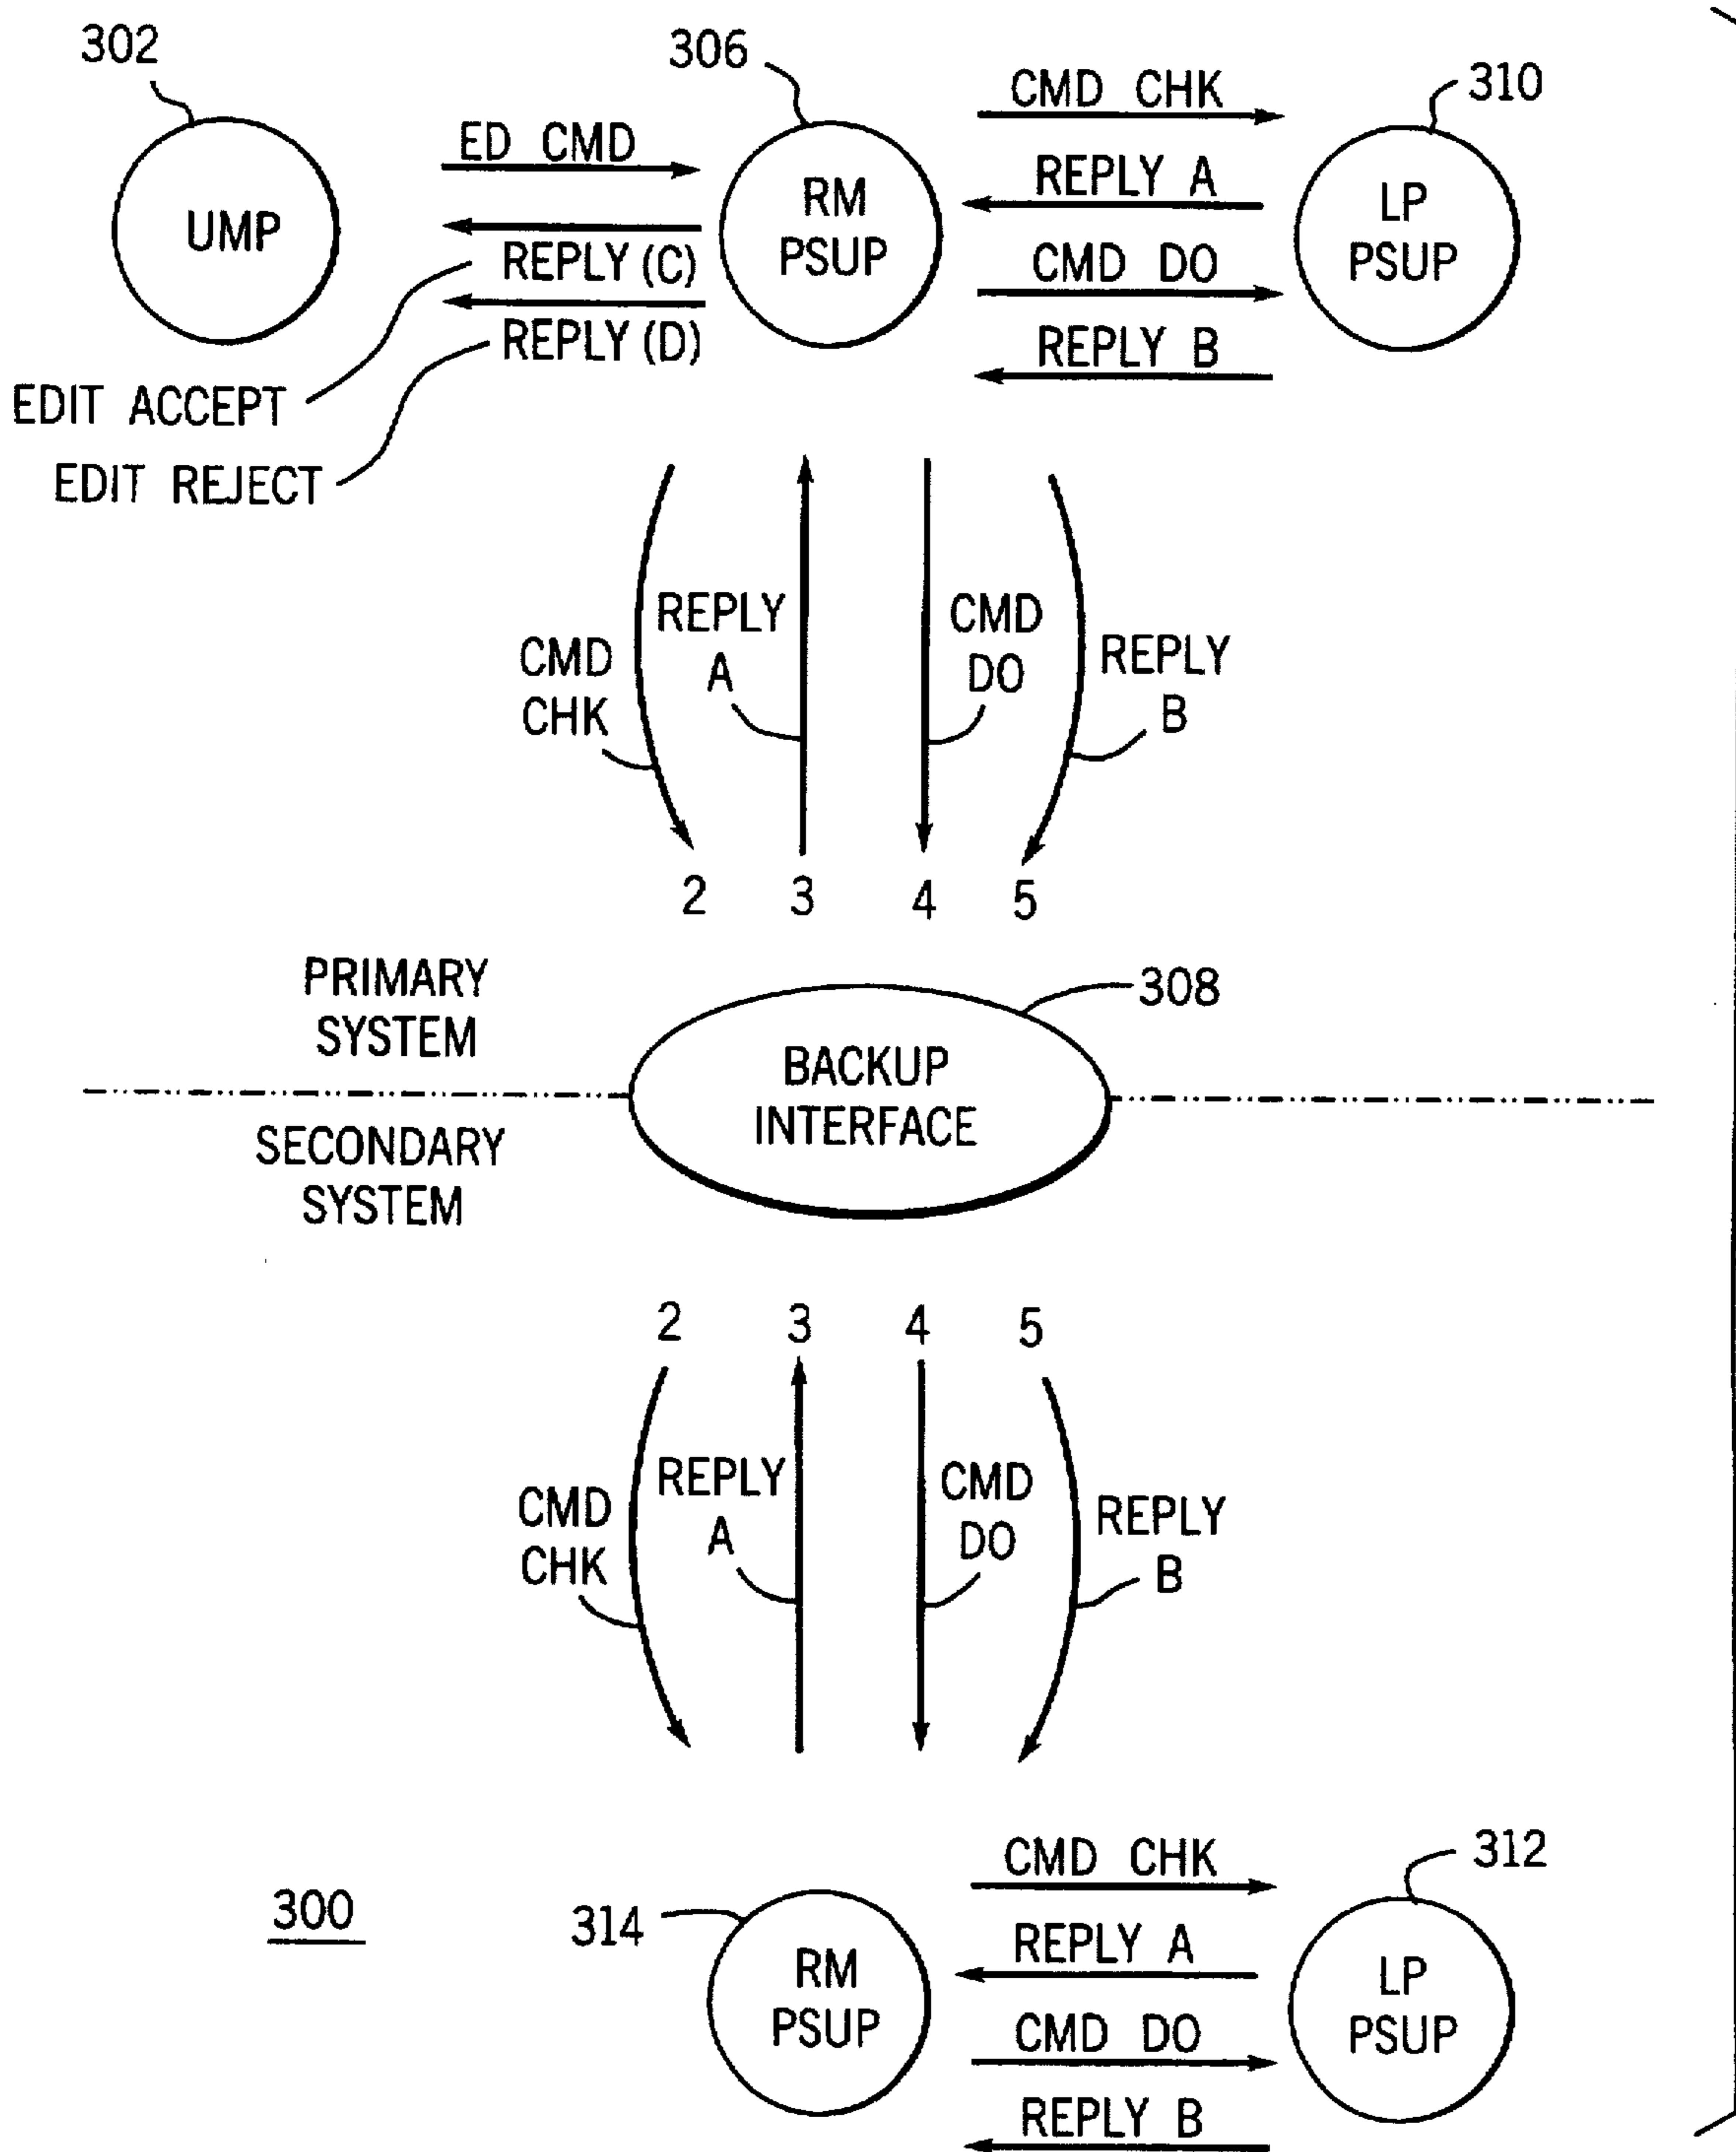 302
306
310
ED CMD
UMP
RM
PSUP
REPLY (C)
REPLY (D)
CMD CHK
REPLY A
CMD DO
REPLY B
LP
PSUP
EDIT ACCEPT
EDIT REJECT
CMD
CHK
REPLY
A
CMD
DO
REPLY
B
2
3
4
5
PRIMARY
SYSTEM
308
BACKUP
INTERFACE
SECONDARY
SYSTEM
2
3
4
5
CMD
CHK
REPLY
A
CMD
DO
REPLY
B
300
314
RM
PSUP
CMD CHK
REPLY A
CMD DO
REPLY B
312
LP
PSUP